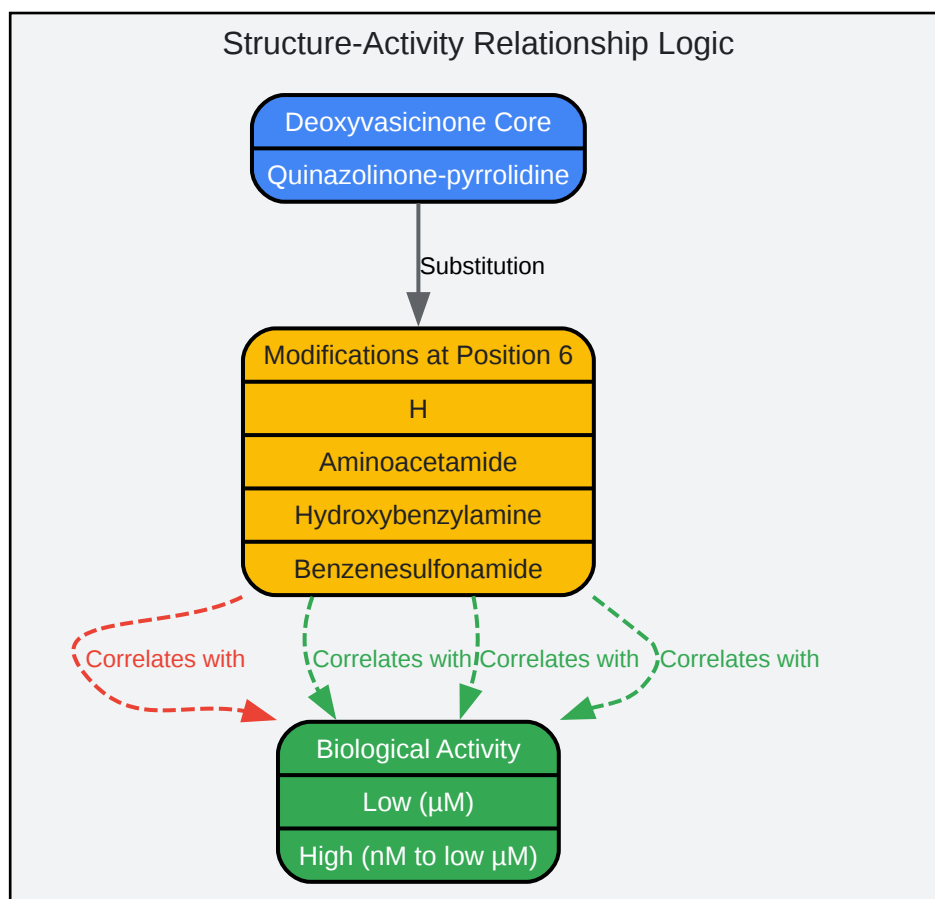 Structure-Activity Relationship Logic
Deoxyvasicinone Core
Quinazolinone-pyrrolidine
Substitution
Modifications at Position 6
H
Aminoacetamide
Hydroxybenzylamine
Benzenesulfonamide
Correlates with
Correlates with
Correlates with
Correlates with
Biological Activity
Low (µM)
High (nM to low µM)